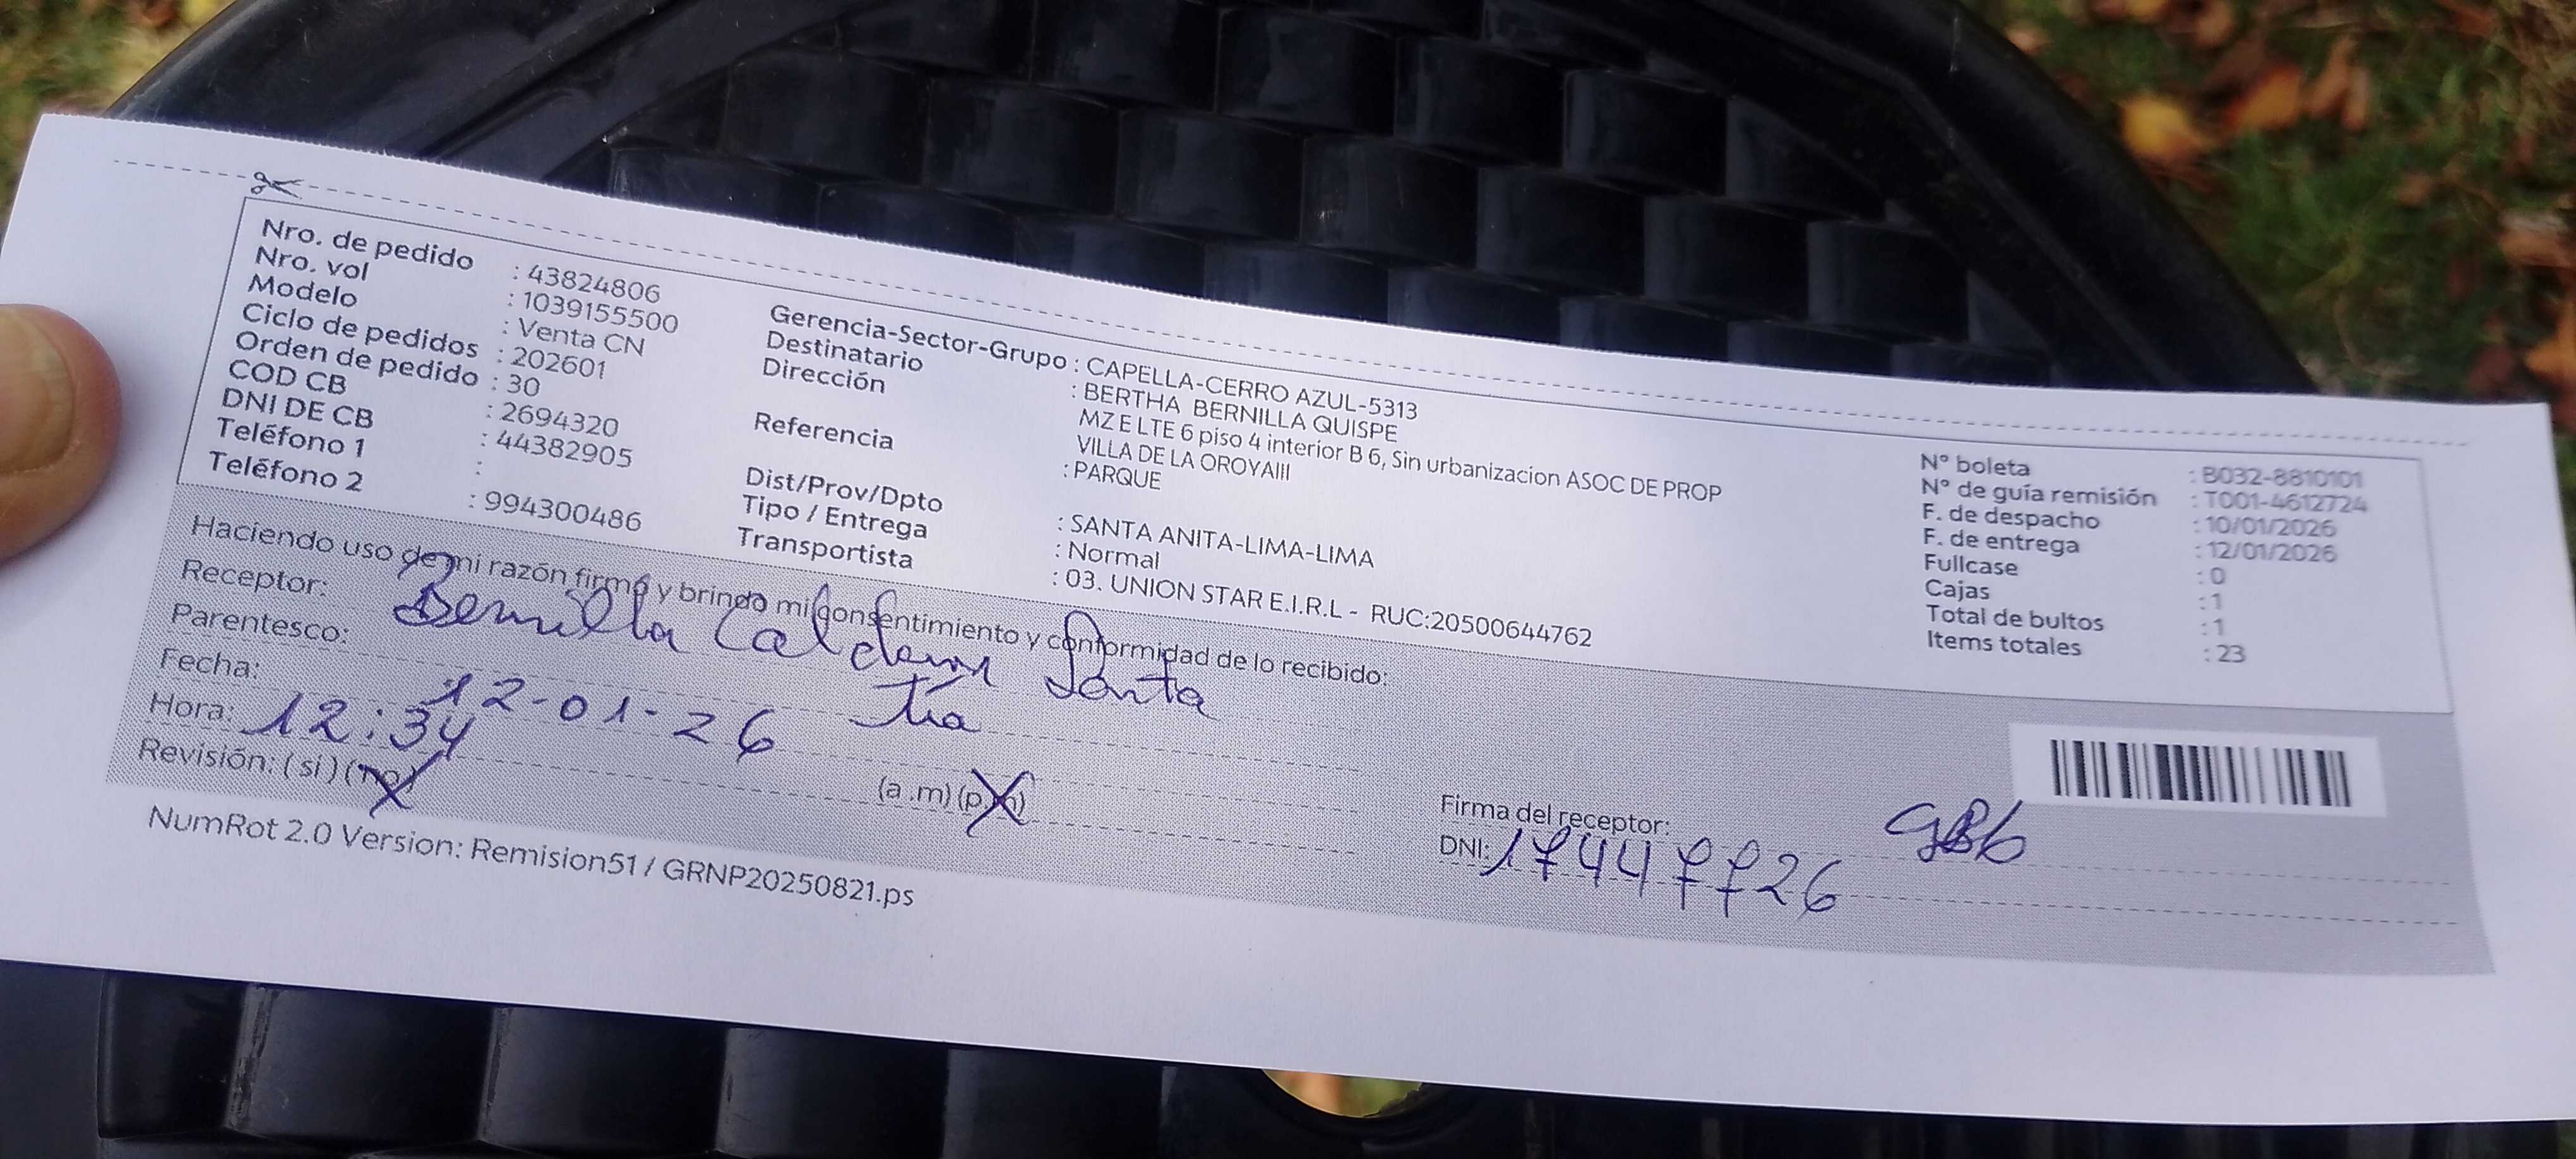 Nro. de pedido : 43824806
Nro. vol : 1039155500
Modelo : Venta CN
Ciclo de pedidos : 202601
Orden de pedido : 30
COD CB : 2694320
DNI DE CB : 44382905
Teléfono 1 :
Teléfono 2 : 994300486
Gerencia-Sector-Grupo : CAPELLA-CERRO AZUL-5313
Destinatario : BERTHA BERNILLA QUISPE
Dirección MZ E LTE 6 piso 4 interior B 6, Sin urbanizacion ASOC DE PROP
VILLA DE LA OROYAIII
Referencia : PARQUE
Dist/Prov/Dpto : SANTA ANITA-LIMA-LIMA
Tipo / Entrega : Normal
Transportista : 03. UNION STAR E.I.R.L - RUC:20500644762
N° boleta : B032-8810101
N° de guía remisión : T001-4612724
F. de despacho : 10/01/2026
F. de entrega : 12/01/2026
Fullcase : 0
Cajas : 1
Total de bultos : 1
Items totales : 23
Haciendo uso de mi razón firmo y brindo mi consentimiento y conformidad de lo recibido:
Receptor: Bernilla Santa
Parentesco: tía
Fecha: 12-01-26
Hora: 12:34 (a.m) (p.m)
Revisión: (si) (no)
Firma del receptor:
DNI: 17447726
NumRot 2.0 Version: Remision51 / GRNP20250821.ps